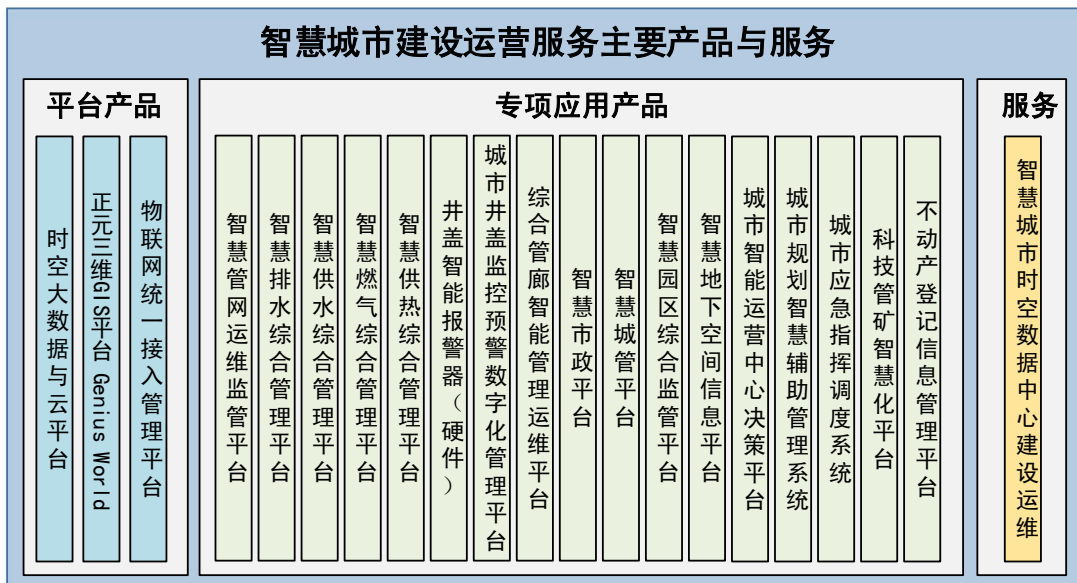 智慧城市建设运营服务主要产品与服务
平台产品
时空大数据与云平台
正元三维GIS平台 Genius World
物联网统一接入管理平台
专项应用产品
智慧管网运维监管平台
智慧排水综合管理平台
智慧供水综合管理平台
智慧燃气综合管理平台
智慧供热综合管理平台
井盖智能报警器（硬件）
城市井盖监控预警数字化管理平台
综合管廊智能管理运维平台
智慧市政平台
智慧城管平台
智慧园区综合监管平台
智慧地下空间信息平台
城市智能运营中心决策平台
城市规划智慧辅助管理系统
城市应急指挥调度系统
科技管矿智慧化平台
不动产登记信息管理平台
服务
智慧城市时空数据中心建设运维